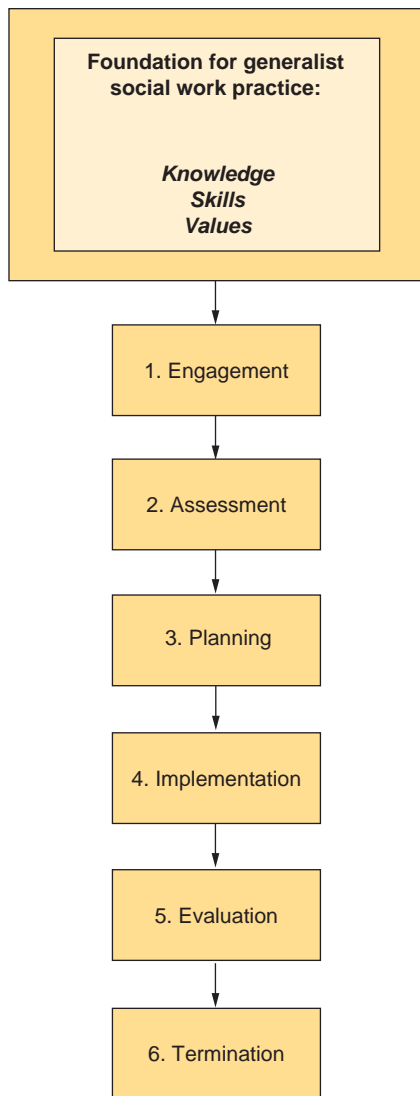 Foundation for generalist
social work practice:
Knowledge
Skills
Values
1. Engagement
2. Assessment
3. Planning
4. Implementation
5. Evaluation
6. Termination